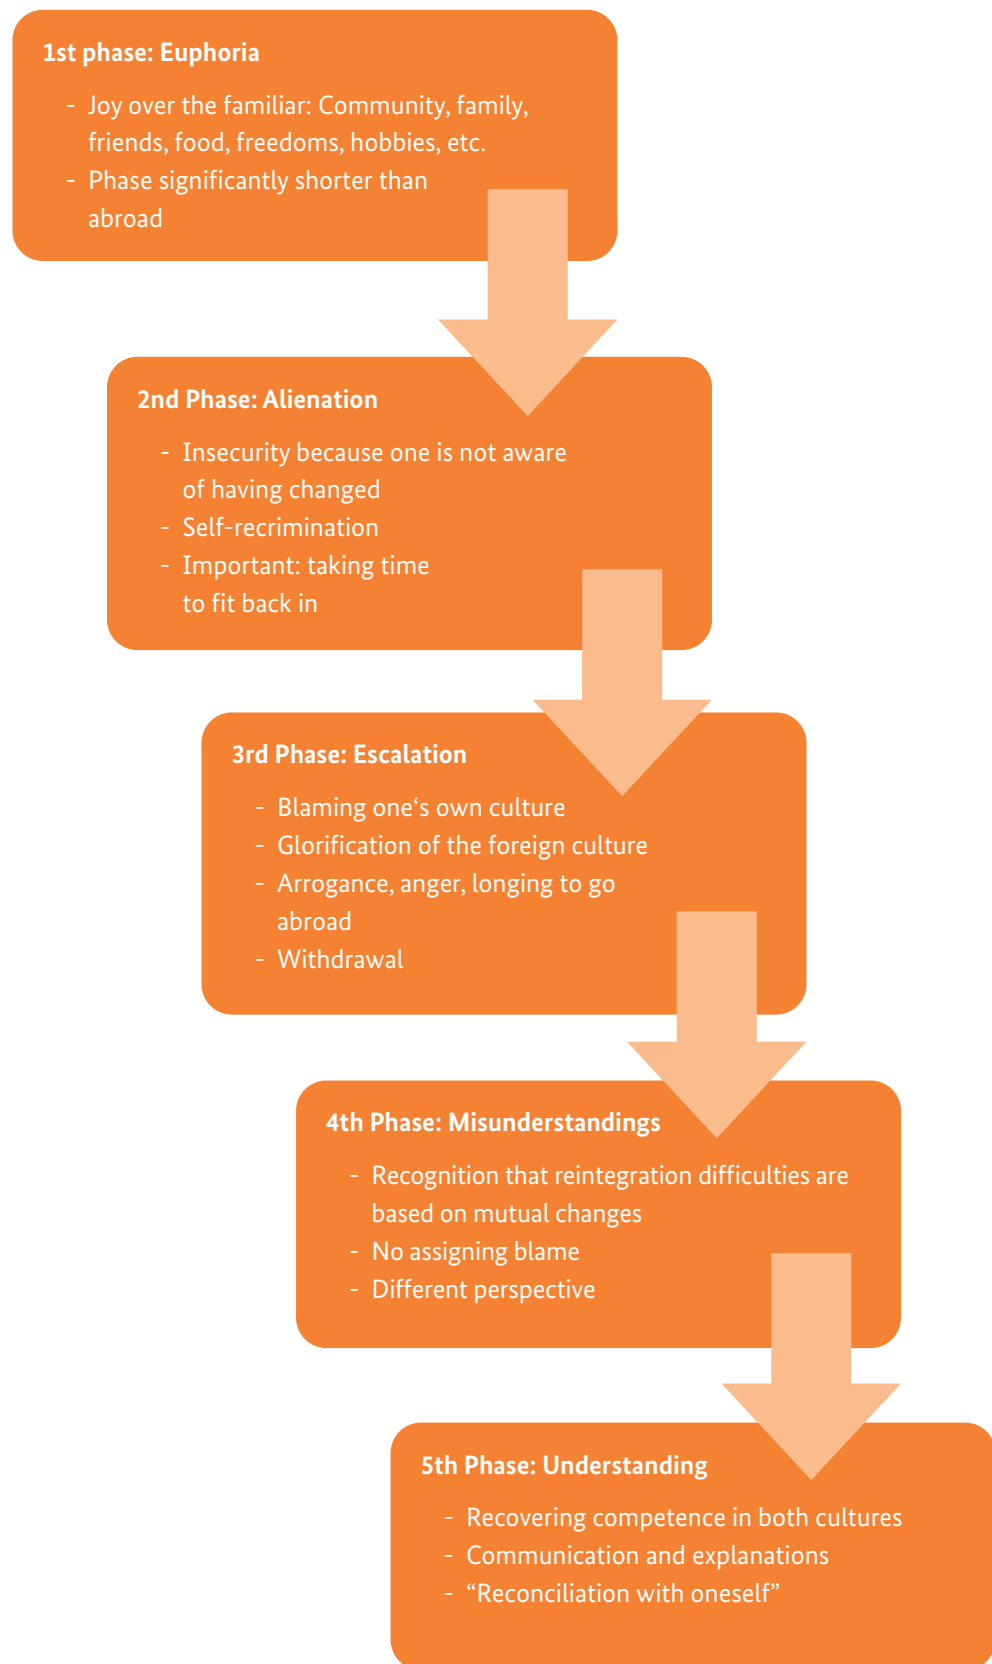 1st phase: Euphoria
- Joy over the familiar: Community, family,
friends, food, freedoms, hobbies, etc.
- Phase significantly shorter than
abroad
2nd Phase: Alienation
- Insecurity because one is not aware
of having changed
- Self-recrimination
- Important: taking time
to fit back in
3rd Phase: Escalation
- Blaming one‘s own culture
- Glorification of the foreign culture
- Arrogance, anger, longing to go
abroad
- Withdrawal
4th Phase: Misunderstandings
- Recognition that reintegration difficulties are
based on mutual changes
- No assigning blame
- Different perspective
5th Phase: Understanding
- Recovering competence in both cultures
- Communication and explanations
- “Reconciliation with oneself”